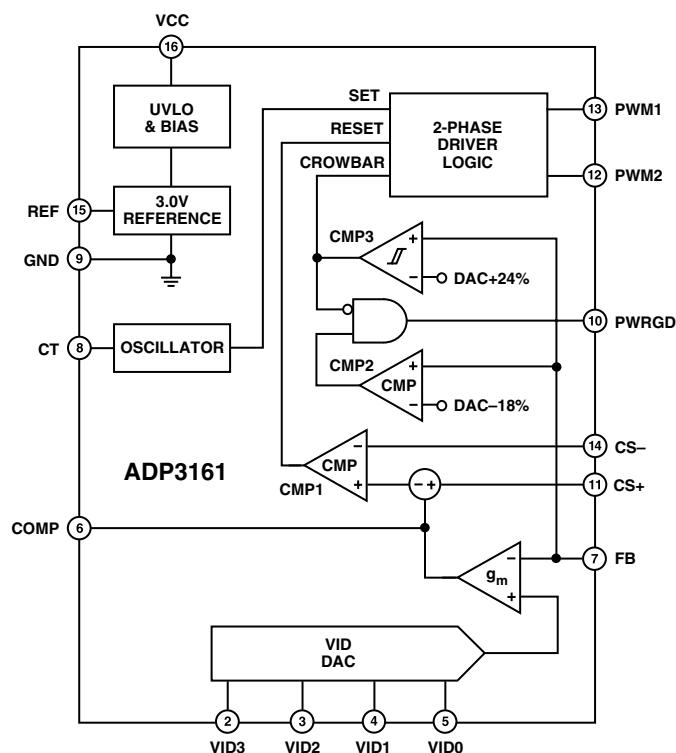 VCC
16
UVLO
& BIAS
SET
RESET
CROWBAR
2-PHASE
DRIVER
LOGIC
13 PWM1
12 PWM2
REF 15
3.0V
REFERENCE
GND 9
CMP3
+
–
DAC+24%
10 PWRGD
CT 8
OSCILLATOR
CMP2
CMP
+
–
DAC–18%
ADP3161
CMP
CMP1
–
+
– +
14 CS–
11 CS+
COMP 6
gm
–
+
7 FB
VID
DAC
2 3 4 5
VID3 VID2 VID1 VID0